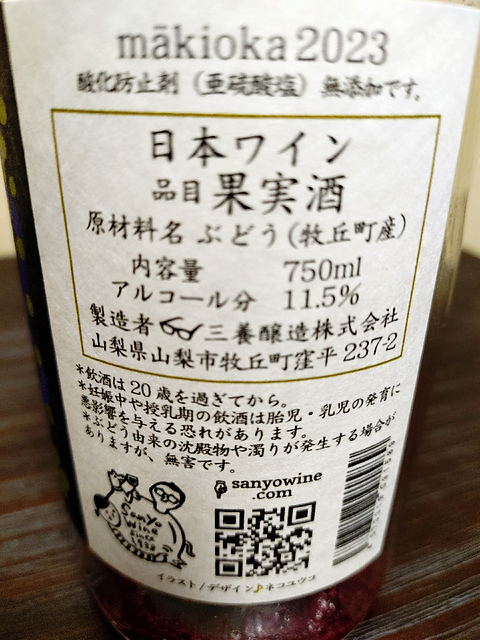 mākioka 2023
酸化防止剤（亜硫酸塩）無添加です。
日本ワイン
品目 果実酒
原材料名 ぶどう（牧丘町産）
内容量 750ml
アルコール分 11.5%
製造者 三養醸造株式会社
山梨県山梨市牧丘町窪平 237-2
*飲酒は 20 歳を過ぎてから。
*妊娠中や授乳期の飲酒は胎児・乳児の発育に
悪影響を与える恐れがあります。
*ぶどう由来の沈殿物や濁りが発生する場合が
ありますが、無害です。
sanyowine
.com
Sanyo
Wine
since
1933
イラスト/デザイン♪ネコユウコ